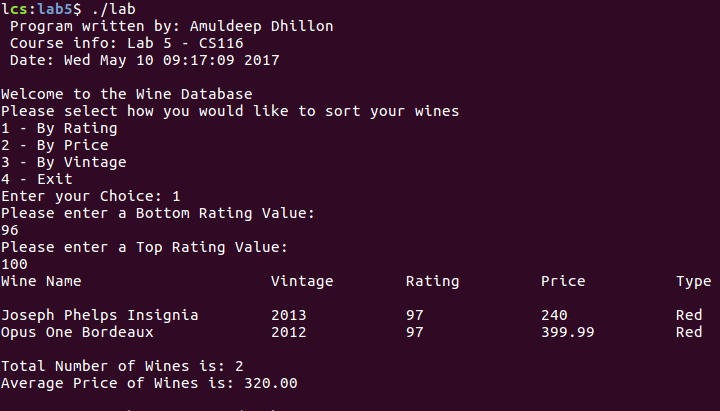 lcs:lab5$ ./lab
Program written by: Amuldeep Dhillon
Course info: Lab 5 - CS116
Date: Wed May 10 09:17:09 2017
Welcome to the Wine Database
Please select how you would like to sort your wines
1 - By Rating
2 - By Price
3 - By Vintage
4 - Exit
Enter your Choice: 1
Please enter a Bottom Rating Value:
96
Please enter a Top Rating Value:
100
Wine Name Vintage Rating Price Type
Joseph Phelps Insignia 2013 97 240 Red
Opus One Bordeaux 2012 97 399.99 Red
Total Number of Wines is: 2
Average Price of Wines is: 320.00